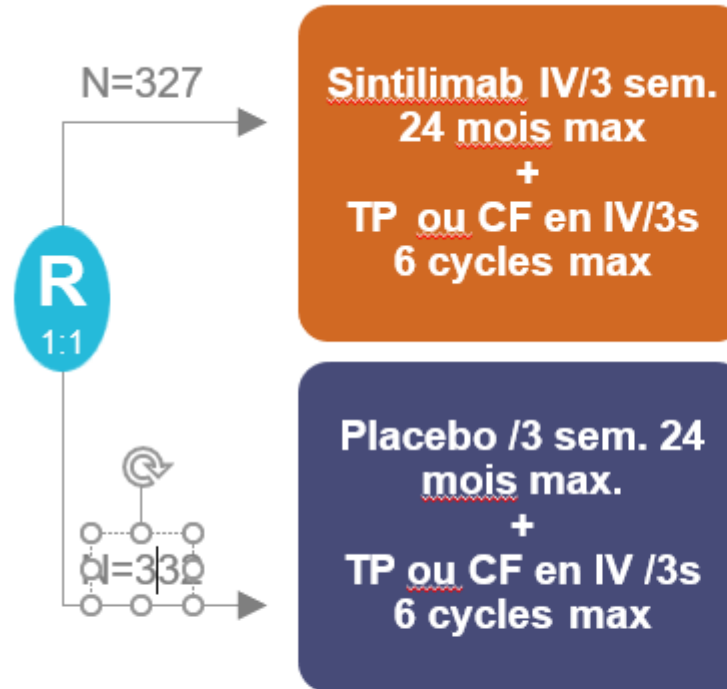 N=327
Sintilimab IV/3 sem.
24 mois max
+
TP ou CF en IV/3s
6 cycles max
R
1:1
Placebo /3 sem. 24
mois max.
+
TP ou CF en IV /3s
6 cycles max
N=332